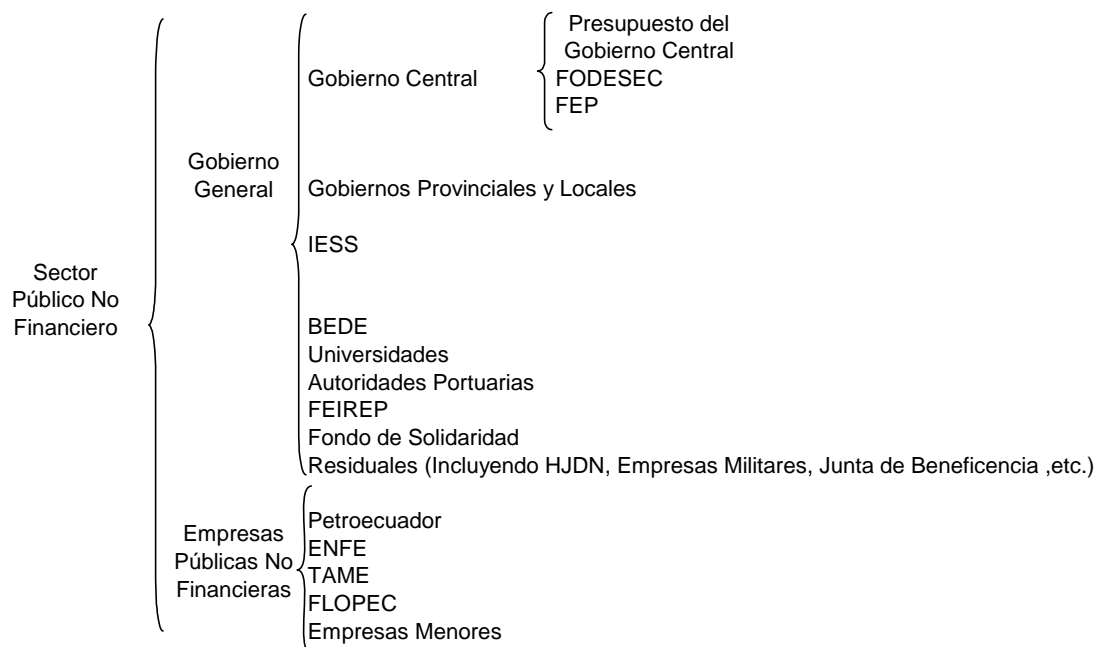 Sector
Público No
Financiero
Gobierno
General
Gobierno Central
Presupuesto del
Gobierno Central
FODESEC
FEP
Gobiernos Provinciales y Locales
IESS
BEDE
Universidades
Autoridades Portuarias
FEIREP
Fondo de Solidaridad
Residuales (Incluyendo HJDN, Empresas Militares, Junta de Beneficencia ,etc.)
Empresas
Públicas No
Financieras
Petroecuador
ENFE
TAME
FLOPEC
Empresas Menores